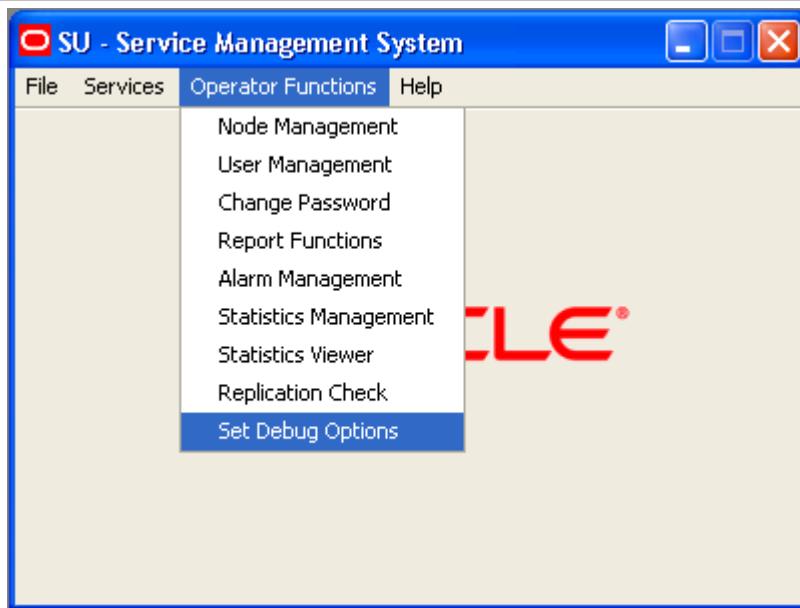 SU - Service Management System
File Services Operator Functions Help
Node Management
User Management
Change Password
Report Functions
Alarm Management
Statistics Management
Statistics Viewer
Replication Check
Set Debug Options
CLE®